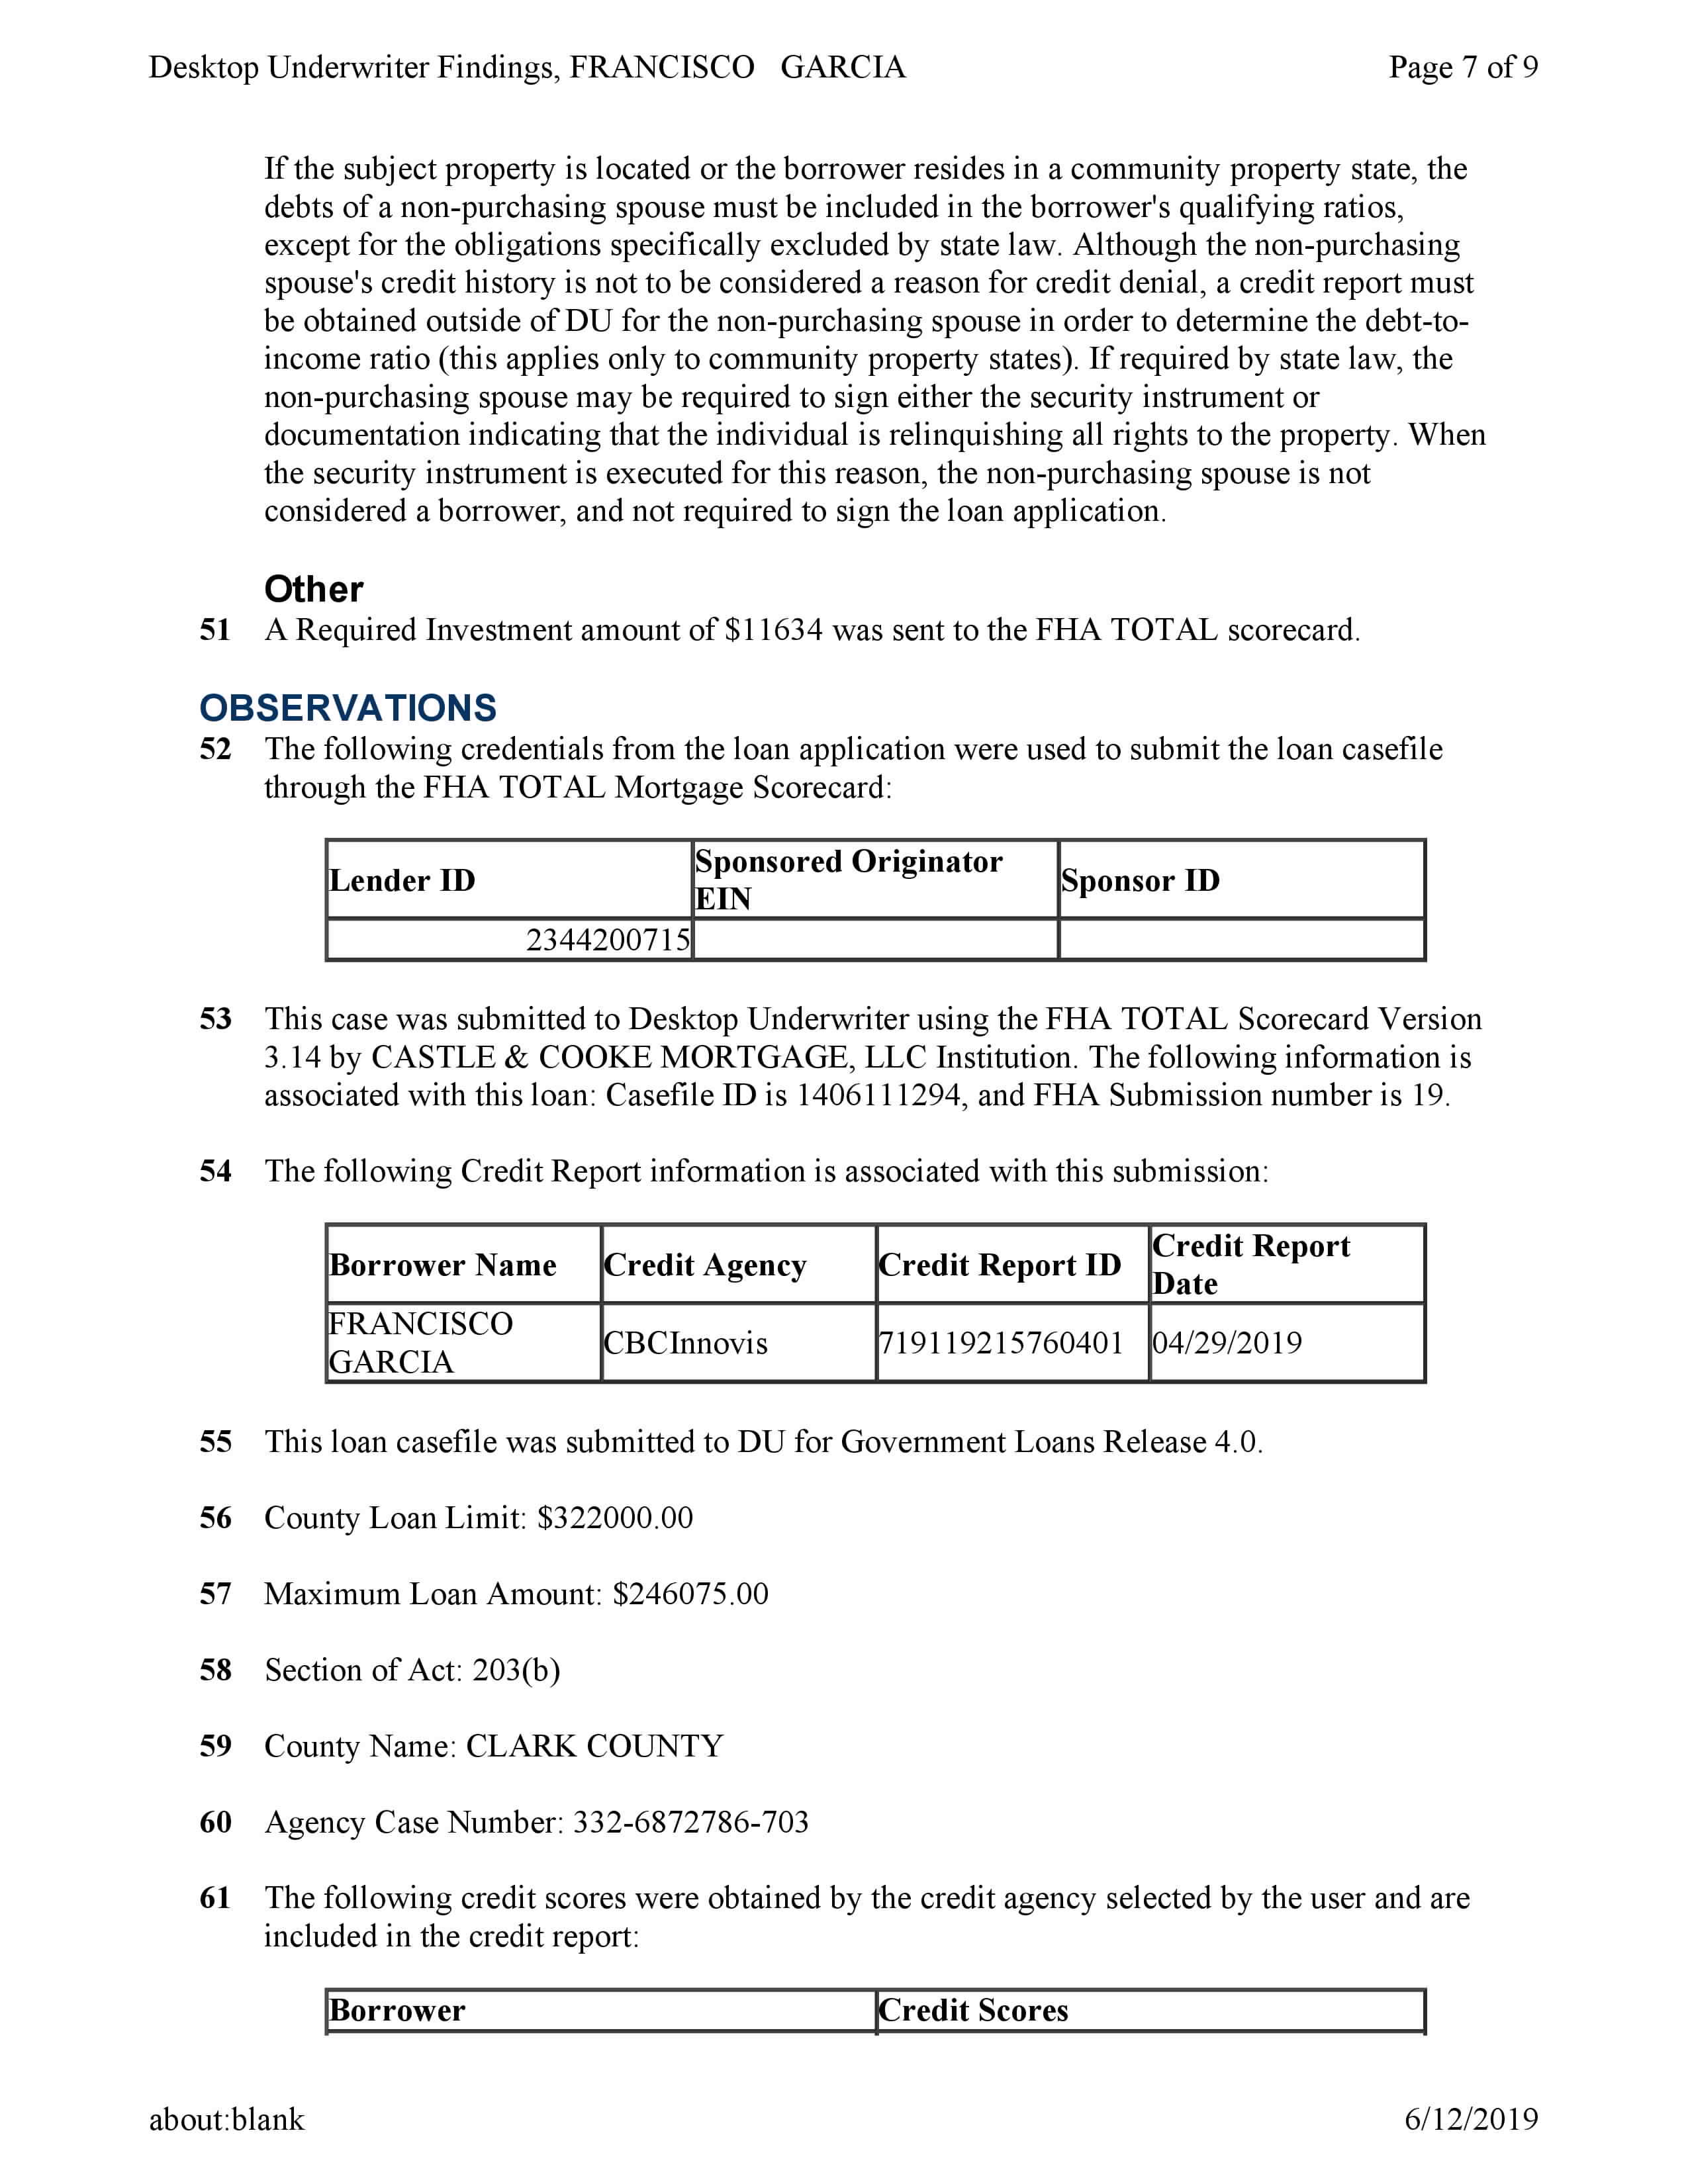 Desktop Underwriter Findings, FRANCISCO GARCIA Page 7 of 9
If the subject property is located or the borrower resides in a community property state, the
debts of a non-purchasing spouse must be included in the borrower's qualifying ratios,
except for the obligations specifically excluded by state law. Although the non-purchasing
spouse's credit history is not to be considered a reason for credit denial, a credit report must
be obtained outside of DU for the non-purchasing spouse in order to determine the debt-to-
income ratio (this applies only to community property states). If required by state law, the
non-purchasing spouse may be required to sign either the security instrument or
documentation indicating that the individual is relinquishing all rights to the property. When
the security instrument is executed for this reason, the non-purchasing spouse is not
considered a borrower, and not required to sign the loan application.
Other
51 A Required Investment amount of $11634 was sent to the FHA TOTAL scorecard.
OBSERVATIONS
52 The following credentials from the loan application were used to submit the loan casefile
through the FHA TOTAL Mortgage Scorecard:
Lender ID Sponsored Originator EIN Sponsor ID
2344200715
53 This case was submitted to Desktop Underwriter using the FHA TOTAL Scorecard Version
3.14 by CASTLE & COOKE MORTGAGE, LLC Institution. The following information is
associated with this loan: Casefile ID is 1406111294, and FHA Submission number is 19.
54 The following Credit Report information is associated with this submission:
Borrower Name Credit Agency Credit Report ID Credit Report Date
FRANCISCO GARCIA CBCInnovis 719119215760401 04/29/2019
55 This loan casefile was submitted to DU for Government Loans Release 4.0.
56 County Loan Limit: $322000.00
57 Maximum Loan Amount: $246075.00
58 Section of Act: 203(b)
59 County Name: CLARK COUNTY
60 Agency Case Number: 332-6872786-703
61 The following credit scores were obtained by the credit agency selected by the user and are
included in the credit report:
Borrower Credit Scores
about:blank 6/12/2019